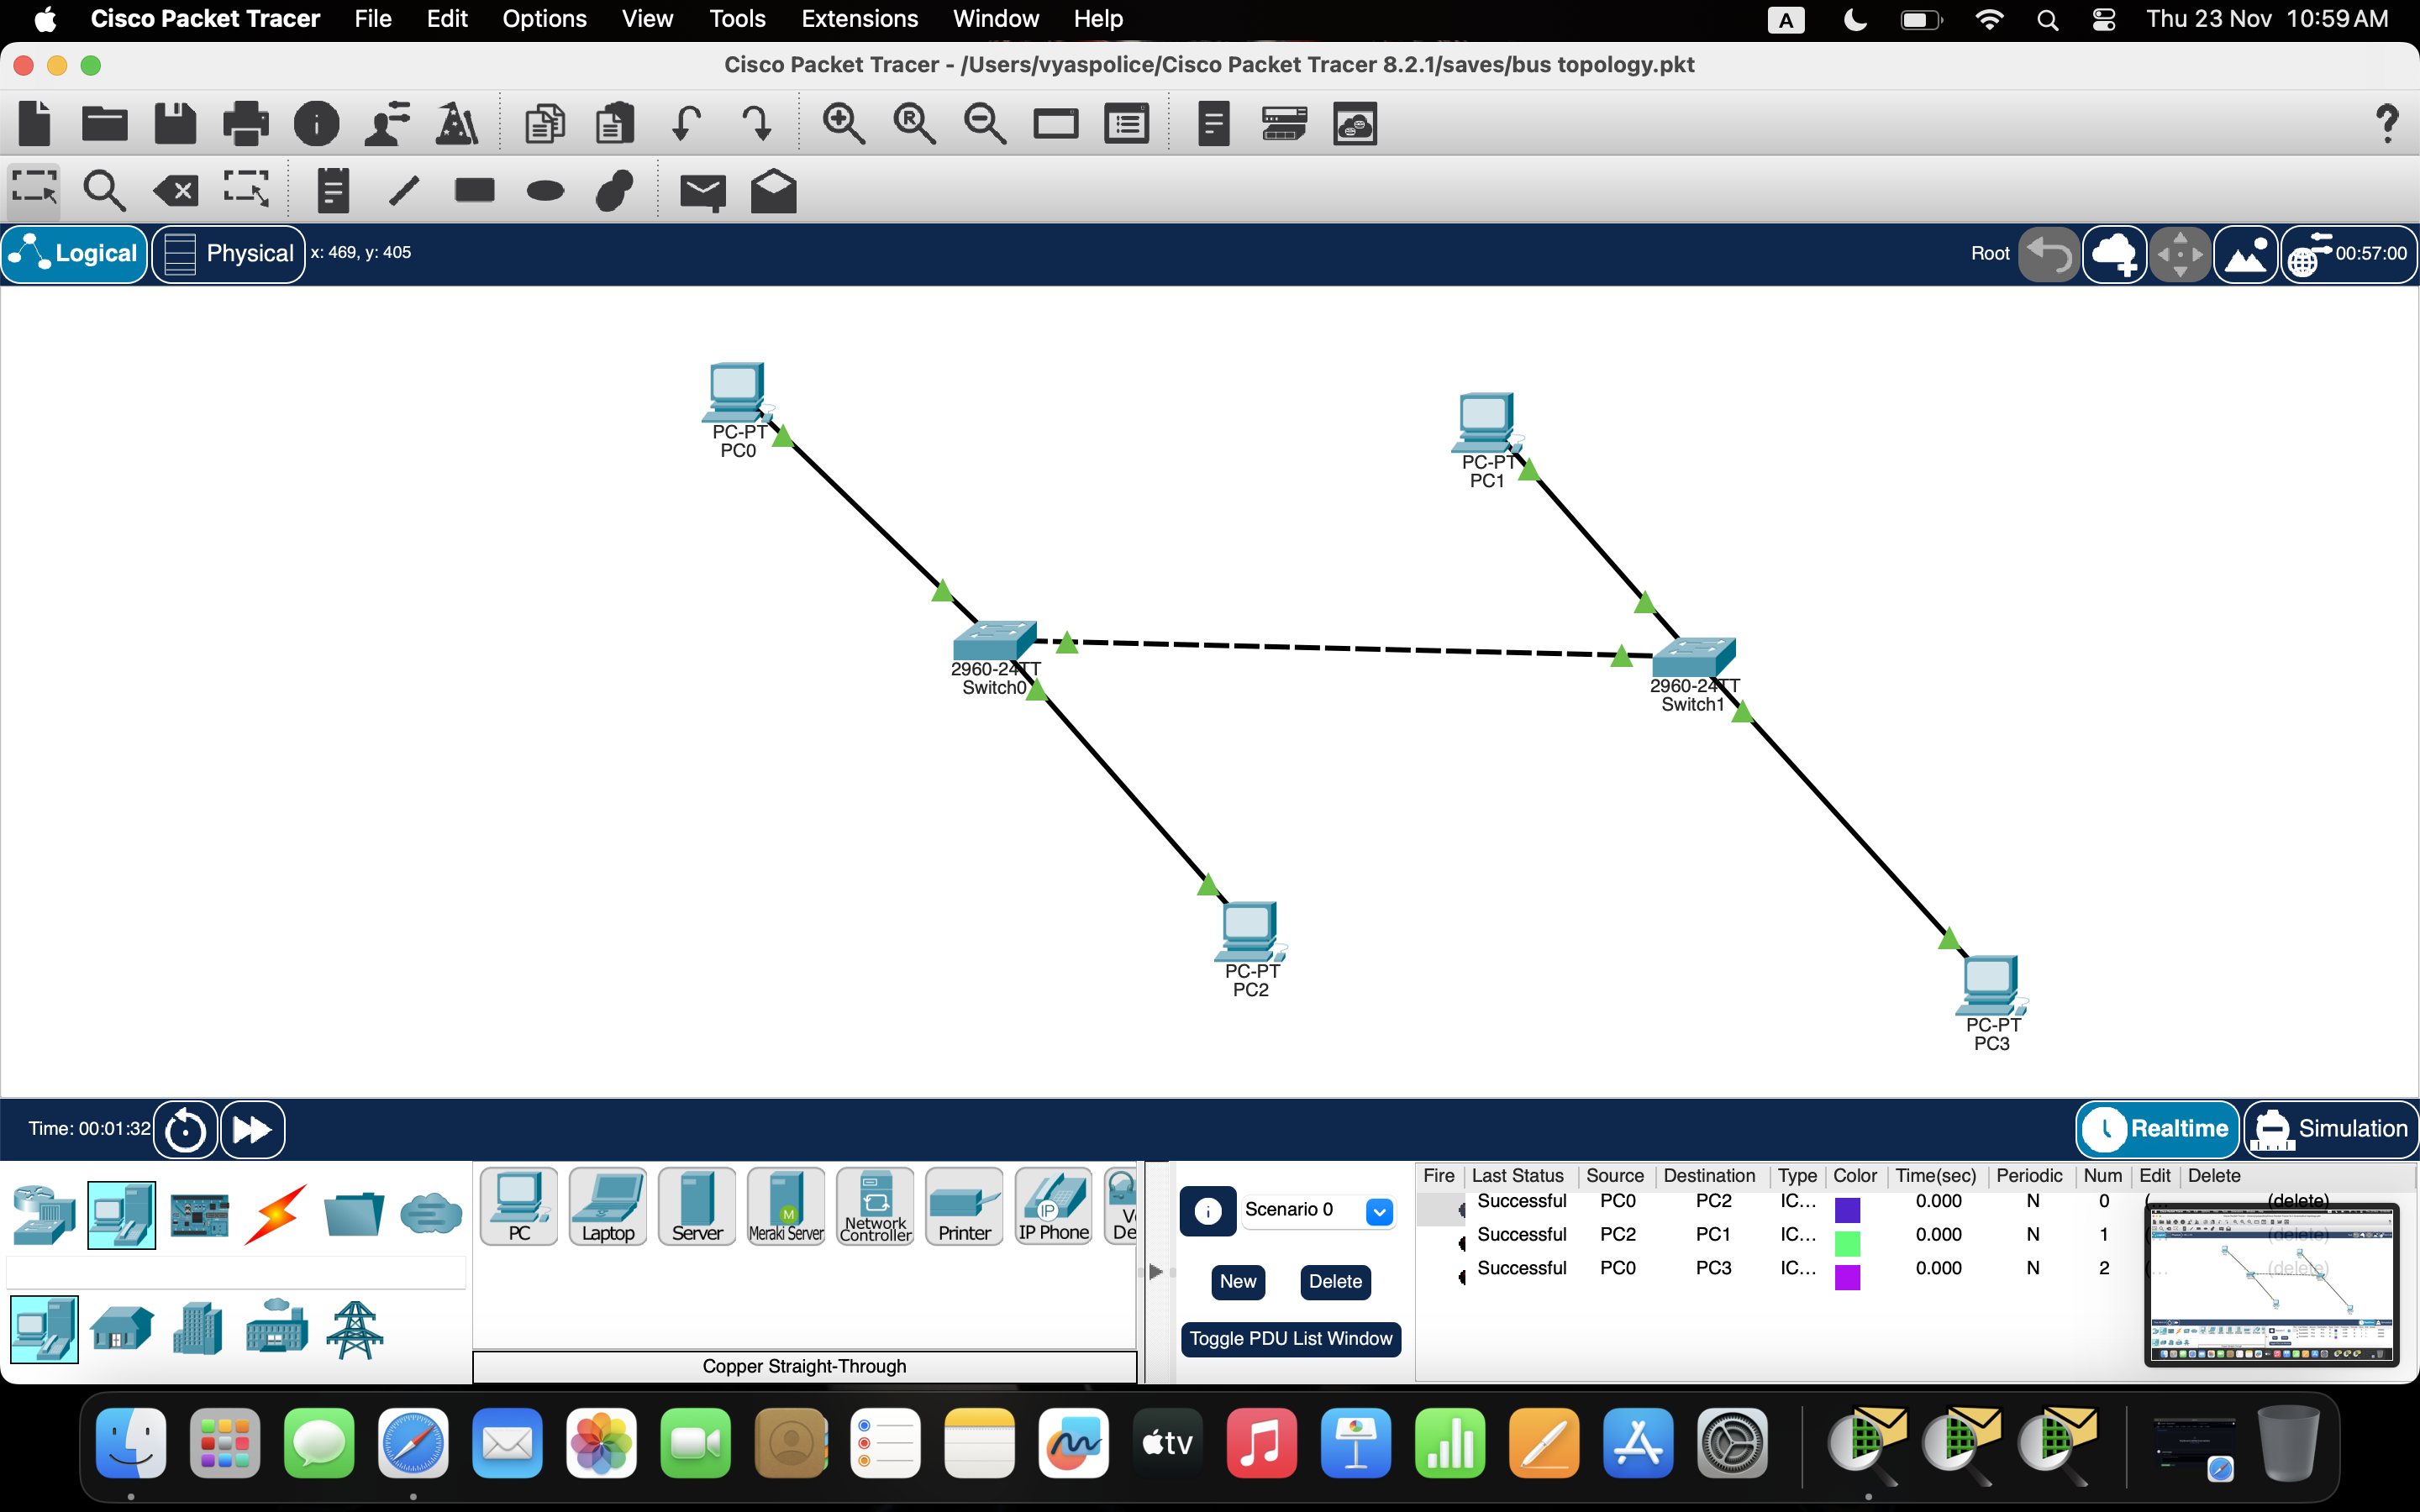 Cisco Packet Tracer File Edit Options View Tools Extensions Window Help A Thu 23 Nov 10:59 AM
Cisco Packet Tracer - /Users/vyaspolice/Cisco Packet Tracer 8.2.1/saves/bus topology.pkt
Logical Physical x: 469, y: 405 Root 00:57:00
PC-PT
PC0
PC-PT
PC1
2960-24TT
Switch0
2960-24TT
Switch1
PC-PT
PC2
PC-PT
PC3
Time: 00:01:32 Realtime Simulation
PC Laptop Server Meraki Server Network Controller Printer IP Phone
Copper Straight-Through
Scenario 0
New Delete
Toggle PDU List Window
Fire Last Status Source Destination Type Color Time(sec) Periodic Num Edit Delete
Successful PC0 PC2 IC... 0.000 N 0 (... (delete)
Successful PC2 PC1 IC... 0.000 N 1 (delete)
Successful PC0 PC3 IC... 0.000 N 2 (delete)
tv